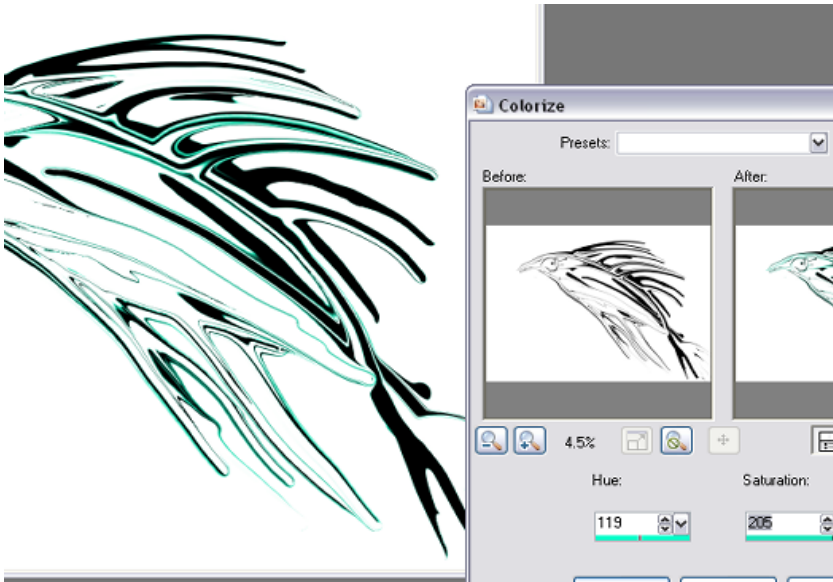 Colorize
Presets:
Before: After:
4.5%
Hue: Saturation:
119 205